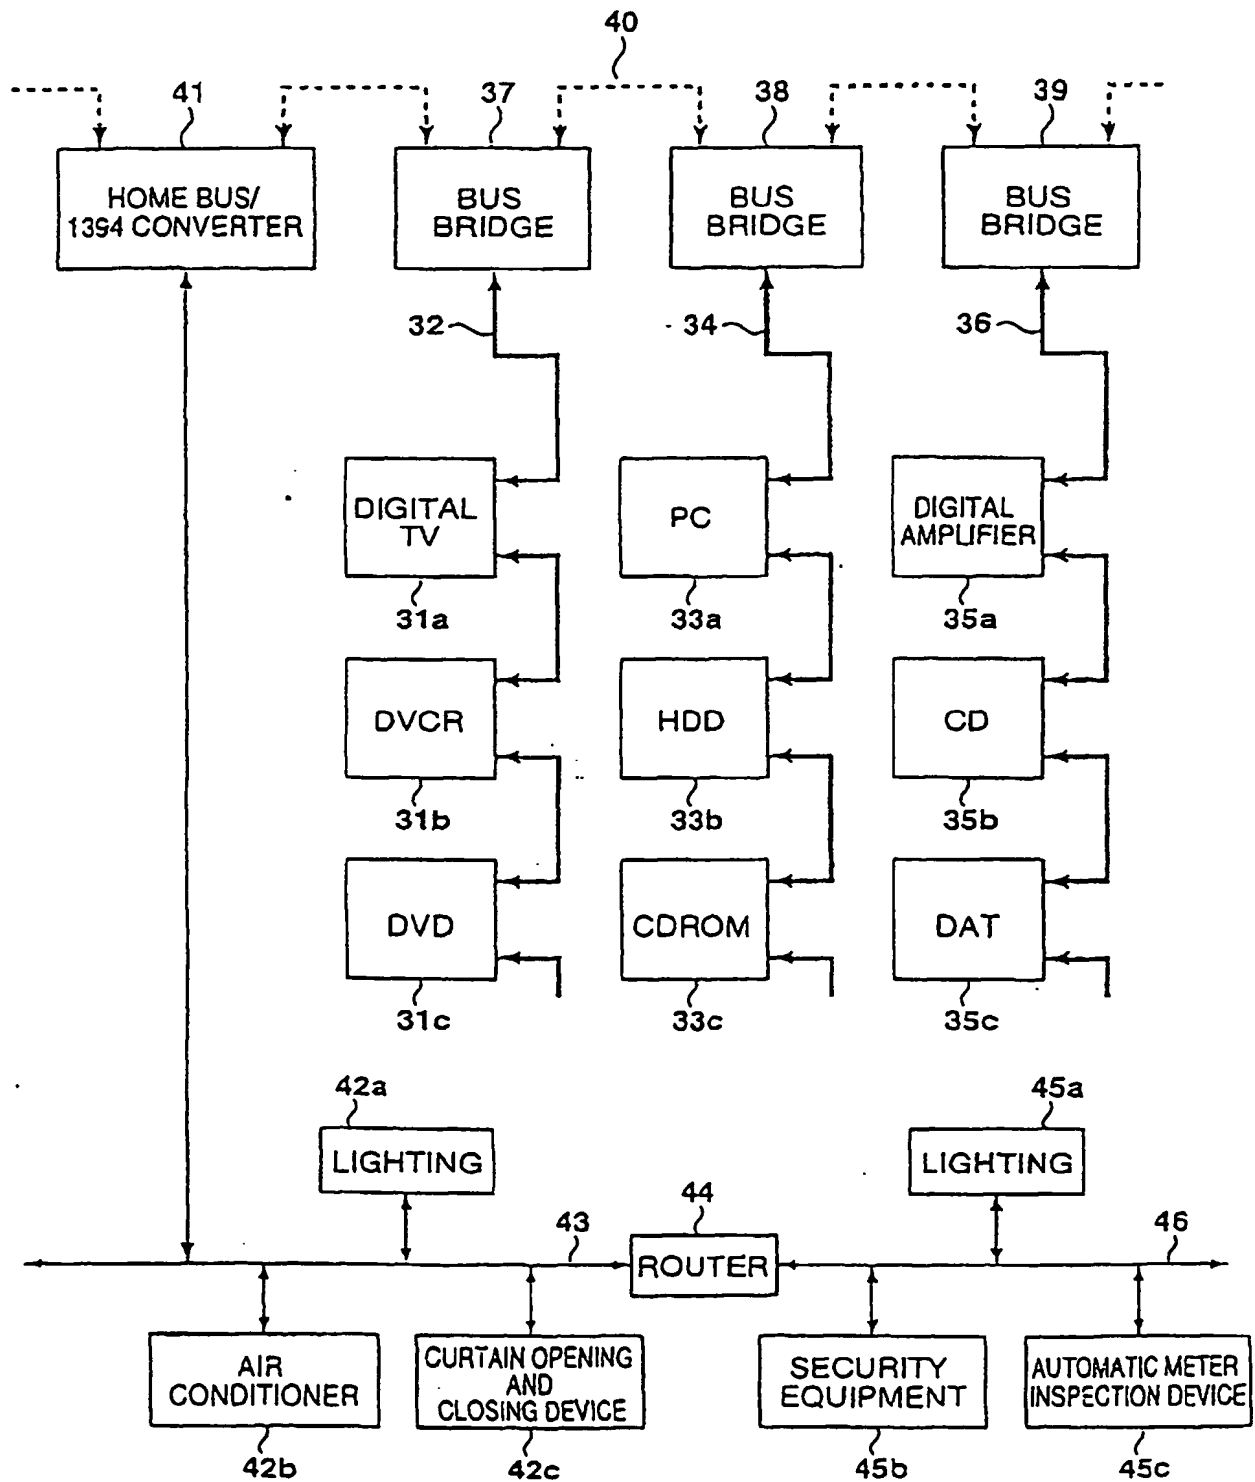 40
41
37
38
39
HOME BUS/
1394 CONVERTER
BUS
BRIDGE
BUS
BRIDGE
BUS
BRIDGE
32
34
36
DIGITAL
TV
PC
DIGITAL
AMPLIFIER
31a
33a
35a
DVCR
HDD
CD
31b
33b
35b
DVD
CDROM
DAT
31c
33c
35c
42a
45a
LIGHTING
LIGHTING
44
43
46
ROUTER
AIR
CONDITIONER
CURTAIN OPENING
AND
CLOSING DEVICE
SECURITY
EQUIPMENT
AUTOMATIC METER
INSPECTION DEVICE
42b
42c
45b
45c